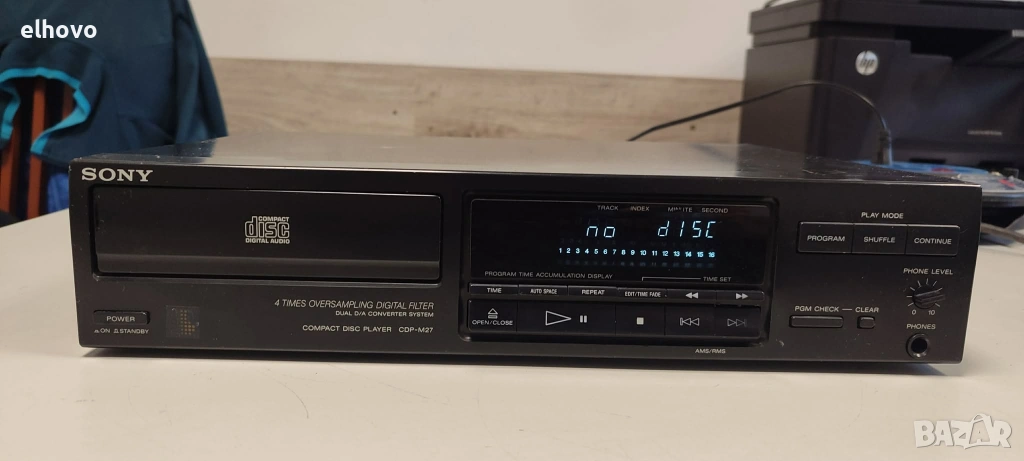 elhovo
hp
SONY
COMPACT
disc
DIGITAL AUDIO
TRACK INDEX MINUTE SECOND
no dISC
1 2 3 4 5 6 7 8 9 10 11 12 13 14 15 16
PROGRAM TIME ACCUMULATION DISPLAY
TIME SET
TIME AUTO SPACE REPEAT EDIT/TIME FADE
OPEN/CLOSE
AMS/RMS
4 TIMES OVERSAMPLING DIGITAL FILTER
DUAL D/A CONVERTER SYSTEM
COMPACT DISC PLAYER CDP-M27
POWER
ON STANDBY
PLAY MODE
PROGRAM SHUFFLE CONTINUE
PHONE LEVEL
0 10
PGM CHECK CLEAR
PHONES
BAZAR